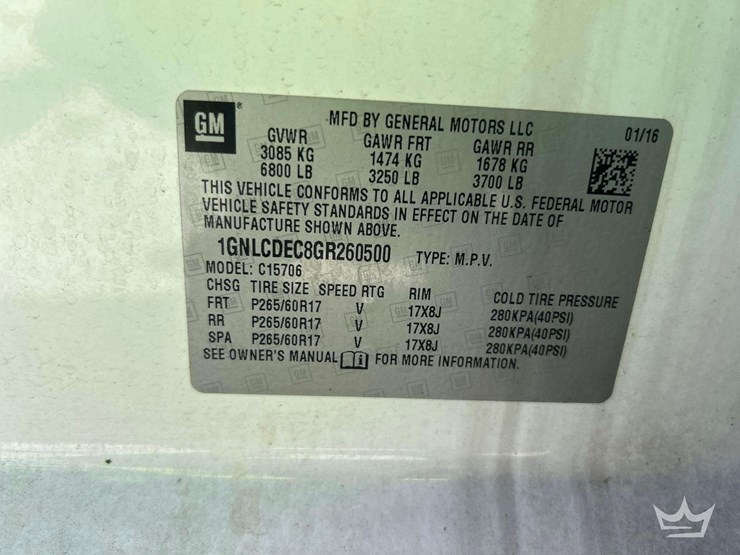 GM ® MFD BY GENERAL MOTORS LLC 01/16
GVWR GAWR FRT GAWR RR
3085 KG 1474 KG 1678 KG
6800 LB 3250 LB 3700 LB
THIS VEHICLE CONFORMS TO ALL APPLICABLE U.S. FEDERAL MOTOR
VEHICLE SAFETY STANDARDS IN EFFECT ON THE DATE OF
MANUFACTURE SHOWN ABOVE.
1GNLCDEC8GR260500 TYPE: M.P.V.
MODEL: C15706
CHSG TIRE SIZE SPEED RTG RIM COLD TIRE PRESSURE
FRT P265/60R17 V 17X8J 280KPA(40PSI)
RR P265/60R17 V 17X8J 280KPA(40PSI)
SPA P265/60R17 V 17X8J 280KPA(40PSI)
SEE OWNER'S MANUAL FOR MORE INFORMATION.